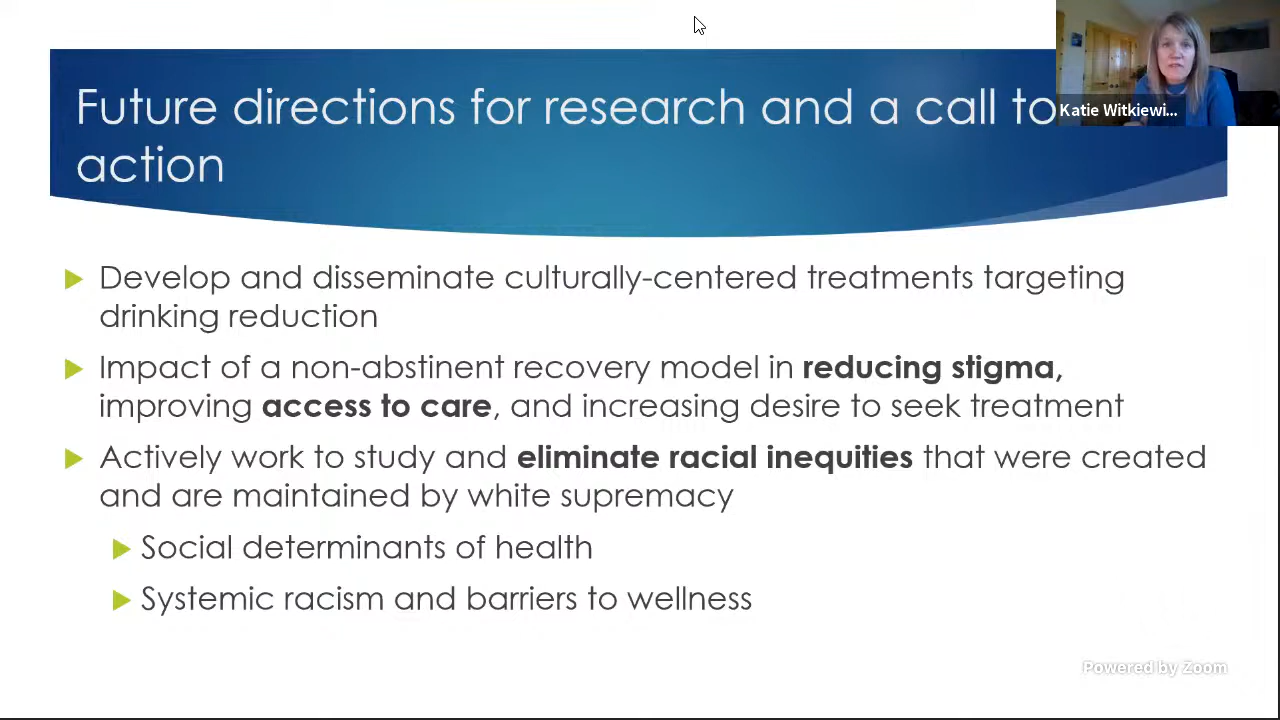 Future directions for research and a call to
action
Katie Witkiewi...
Develop and disseminate culturally-centered treatments targeting
drinking reduction
Impact of a non-abstinent recovery model in reducing stigma,
improving access to care, and increasing desire to seek treatment
Actively work to study and eliminate racial inequities that were created
and are maintained by white supremacy
Social determinants of health
Systemic racism and barriers to wellness
Powered by Zoom